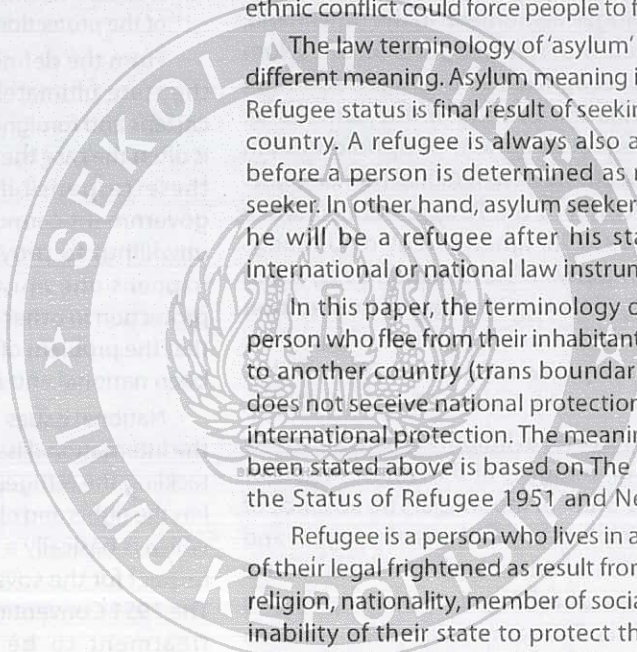 ethnic conflict could force people to f
The law terminology of ‘asylum’
different meaning. Asylum meaning i
Refugee status is final result of seekin
country. A refugee is always also a
before a person is determined as r
seeker. In other hand, asylum seeker
he will be a refugee after his sta
international or national law instrum
In this paper, the terminology o
person who flee from their inhabitant
to another country (trans boundar
does not seceive national protection
international protection. The meanin
been stated above is based on The
the Status of Refugee 1951 and Ne
Refugee is a person who lives in a
of their legal frightened as result from
religion, nationality, member of socia
inability of their state to protect th
SEKOLAH TINGGI
ILMU KEPOLISIAN